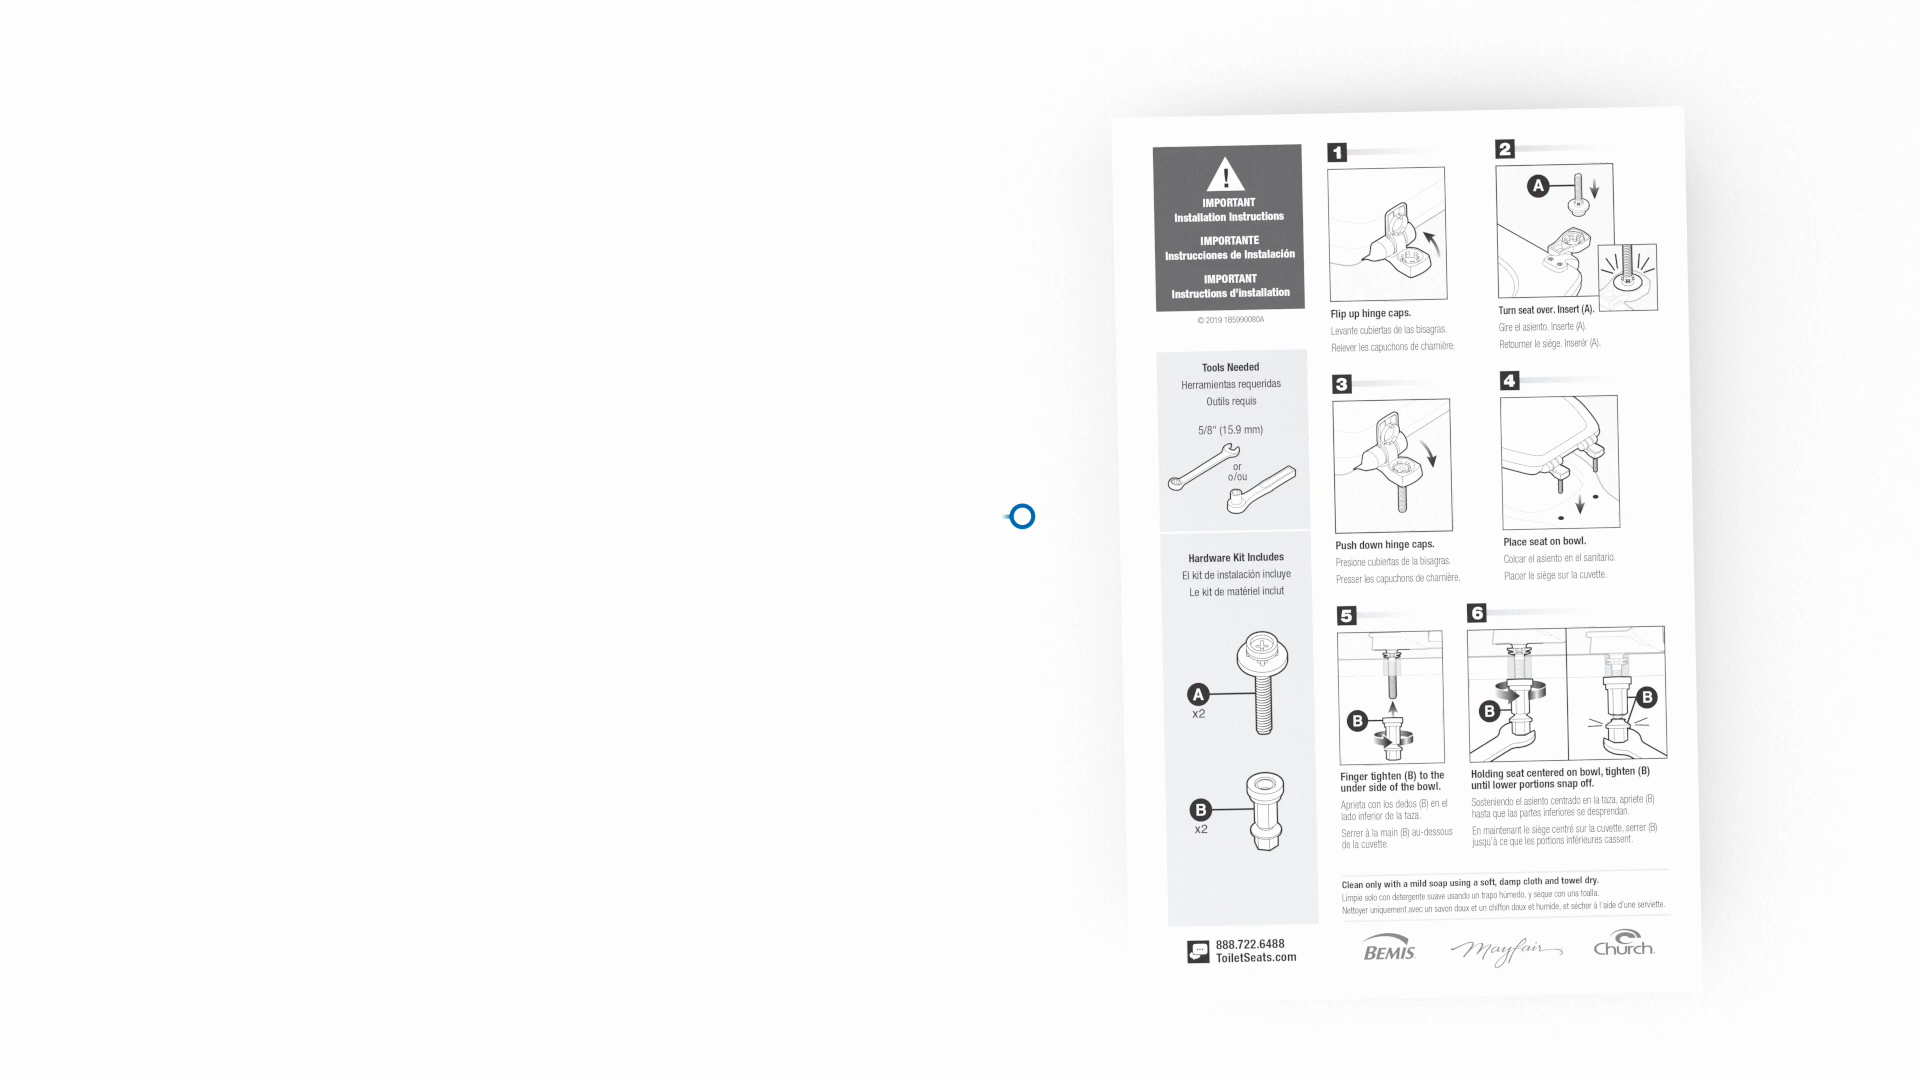 IMPORTANT
Installation Instructions
IMPORTANTE
Instrucciones de Instalación
IMPORTANT
Instructions d'installation
© 2019 185990080A
Tools Needed
Herramientas requeridas
Outils requis
5/8" (15.9 mm)
or
o/ou
Hardware Kit Includes
El kit de instalación incluye
Le kit de matériel inclut
A
x2
B
x2
888.722.6488
ToiletSeats.com
1
Flip up hinge caps.
Levante cubiertas de las bisagras.
Relever les capuchons de charnière.
2
A
Turn seat over. Insert (A).
Gire el asiento. Inserte (A).
Retourner le siège. Insérér (A).
3
Push down hinge caps.
Presione cubiertas de la bisagras.
Presser les capuchons de charnière.
4
Place seat on bowl.
Colcar el asiento en el sanitario.
Placer le siège sur la cuvette.
5
B
Finger tighten (B) to the
under side of the bowl.
Aprieta con los dedos (B) en el
lado inferior de la taza.
Serrer à la main (B) au-dessous
de la cuvette.
6
B
B
Holding seat centered on bowl, tighten (B)
until lower portions snap off.
Sosteniendo el asiento centrado en la taza, apriete (B)
hasta que las partes inferiores se desprendan.
En maintenant le siège centré sur la cuvette, serrer (B)
jusqu'à ce que les portions inférieures cassent.
Clean only with a mild soap using a soft, damp cloth and towel dry.
Limpie solo con detergente suave usando un trapo húmedo, y seque con una toalla.
Nettoyer uniquement avec un savon doux et un chiffon doux et humide, et sécher à l'aide d'une serviette.
BEMIS
Mayfair
Church